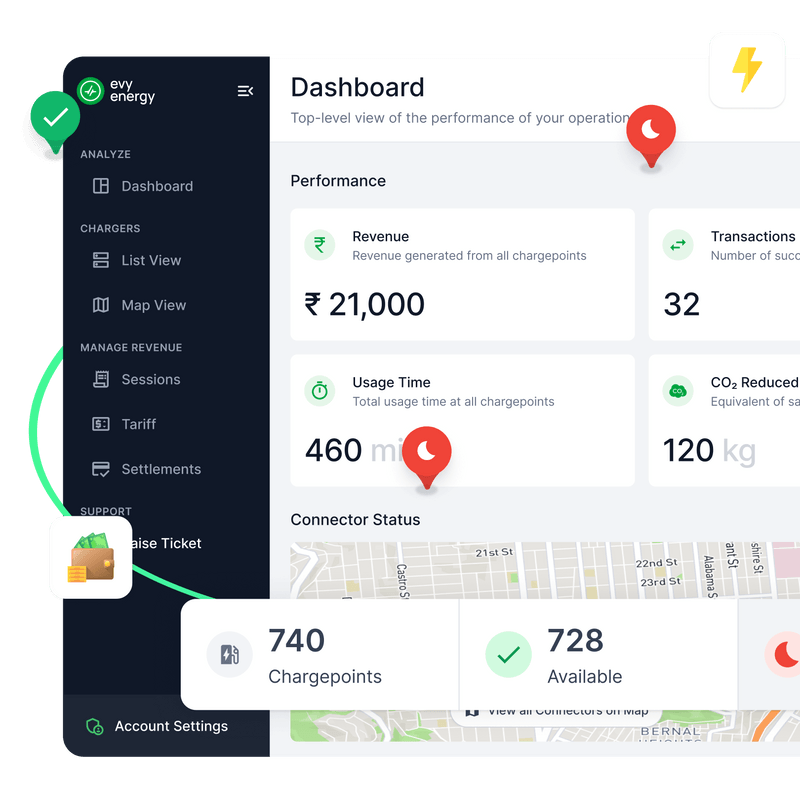 evy
energy
ANALYZE
Dashboard
CHARGERS
List View
Map View
MANAGE REVENUE
Sessions
Tariff
Settlements
SUPPORT
aise Ticket
Account Settings
Dashboard
Top-level view of the performance of your operation
Performance
₹
Revenue
Revenue generated from all chargepoints
₹ 21,000
Transactions
Number of succ
32
Usage Time
Total usage time at all chargepoints
460 mi
CO₂
CO₂ Reduced
Equivalent of sa
120 kg
Connector Status
21st St
22nd St
23rd St
Castro S
Alabama S
ant St
shire St
740
Chargepoints
728
Available
View all Connectors on Map
BERNAL
HEIGHTS